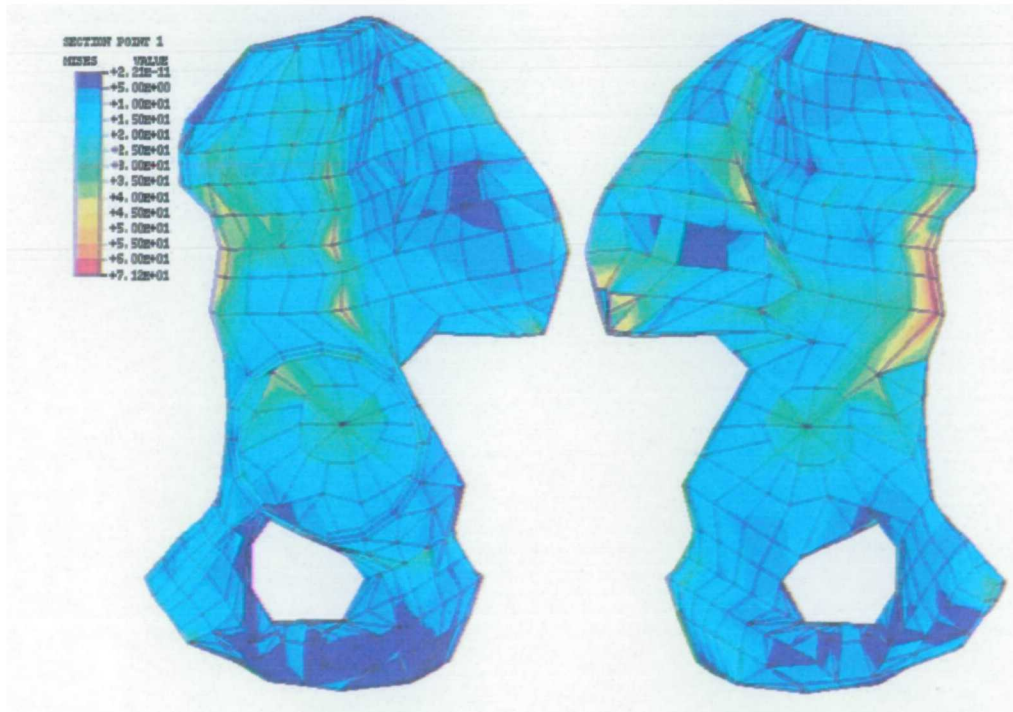 SECTION POINT 1
MISES VALUE
+2.21E-11
+5.00E+00
+1.00E+01
+1.50E+01
+2.00E+01
+2.50E+01
+3.00E+01
+3.50E+01
+4.00E+01
+4.50E+01
+5.00E+01
+5.50E+01
+6.00E+01
+7.12E+01